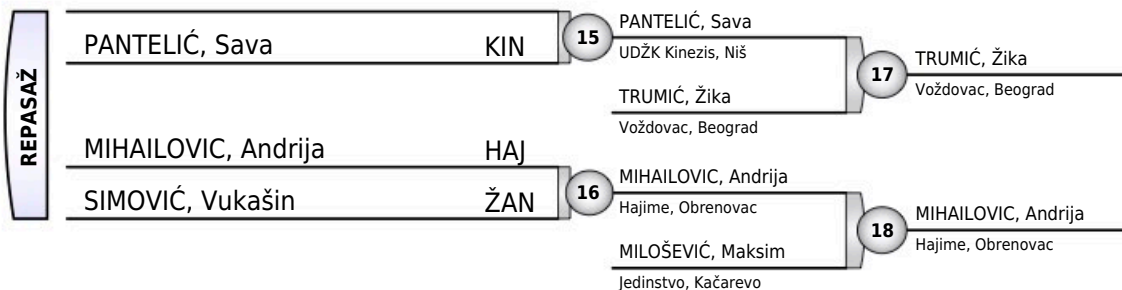 REPASAŽ
PANTELIĆ, Sava KIN
MIHAILOVIC, Andrija HAJ
SIMOVIĆ, Vukašin ŽAN
15
16
PANTELIĆ, Sava
UDŽK Kinezis, Niš
TRUMIĆ, Žika
Voždovac, Beograd
MIHAILOVIC, Andrija
Hajime, Obrenovac
MILOŠEVIĆ, Maksim
Jedinstvo, Kačarevo
17
18
TRUMIĆ, Žika
Voždovac, Beograd
MIHAILOVIC, Andrija
Hajime, Obrenovac